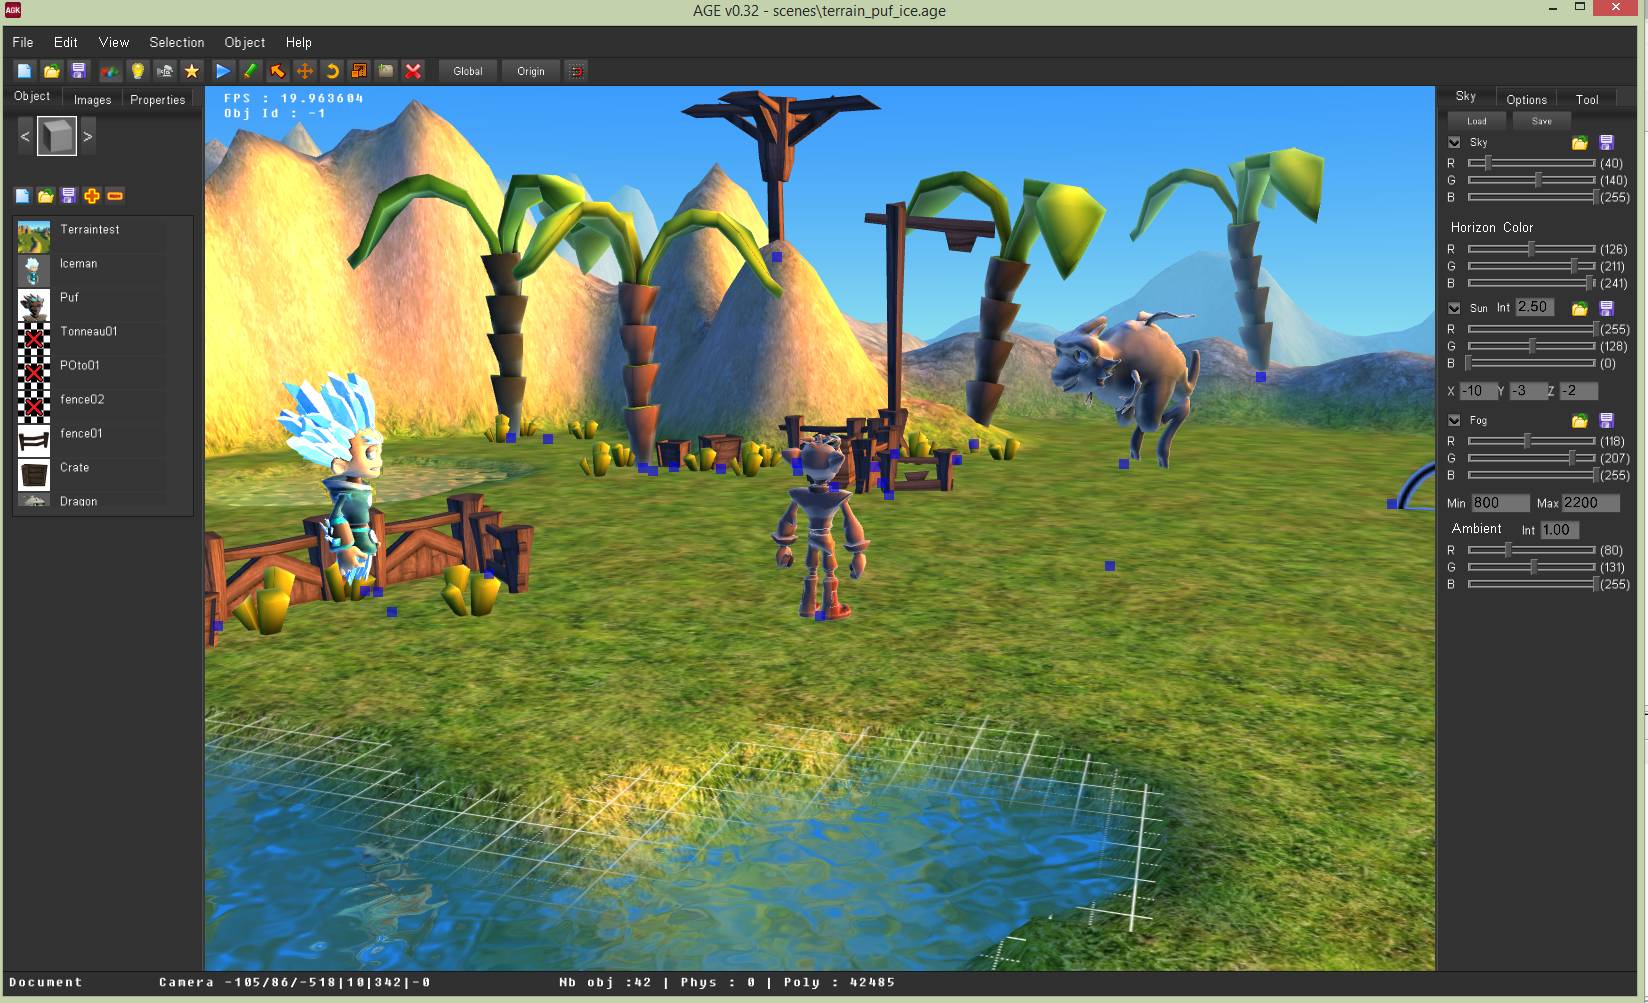 AGK AGE v0.32 - scenes\terrain_puf_ice.age
File Edit View Selection Object Help
Global Origin
Object Images Properties
< >
Terraintest
Iceman
Puf
Tonneau01
POto01
fence02
fence01
Crate
Dragon
FPS : 19.963604
Obj Id : -1
Sky Options Tool
Load Save
Sky
R (40)
G (140)
B (255)
Horizon Color
R (126)
G (211)
B (241)
Sun Int 2.50
R (255)
G (128)
B (0)
X -10 Y -3 Z -2
Fog
R (118)
G (207)
B (255)
Min 800 Max 2200
Ambient Int 1.00
R (80)
G (131)
B (255)
Document Camera -105/86/-518|10|342|-0 Nb obj :42 | Phys : 0 | Poly : 42485